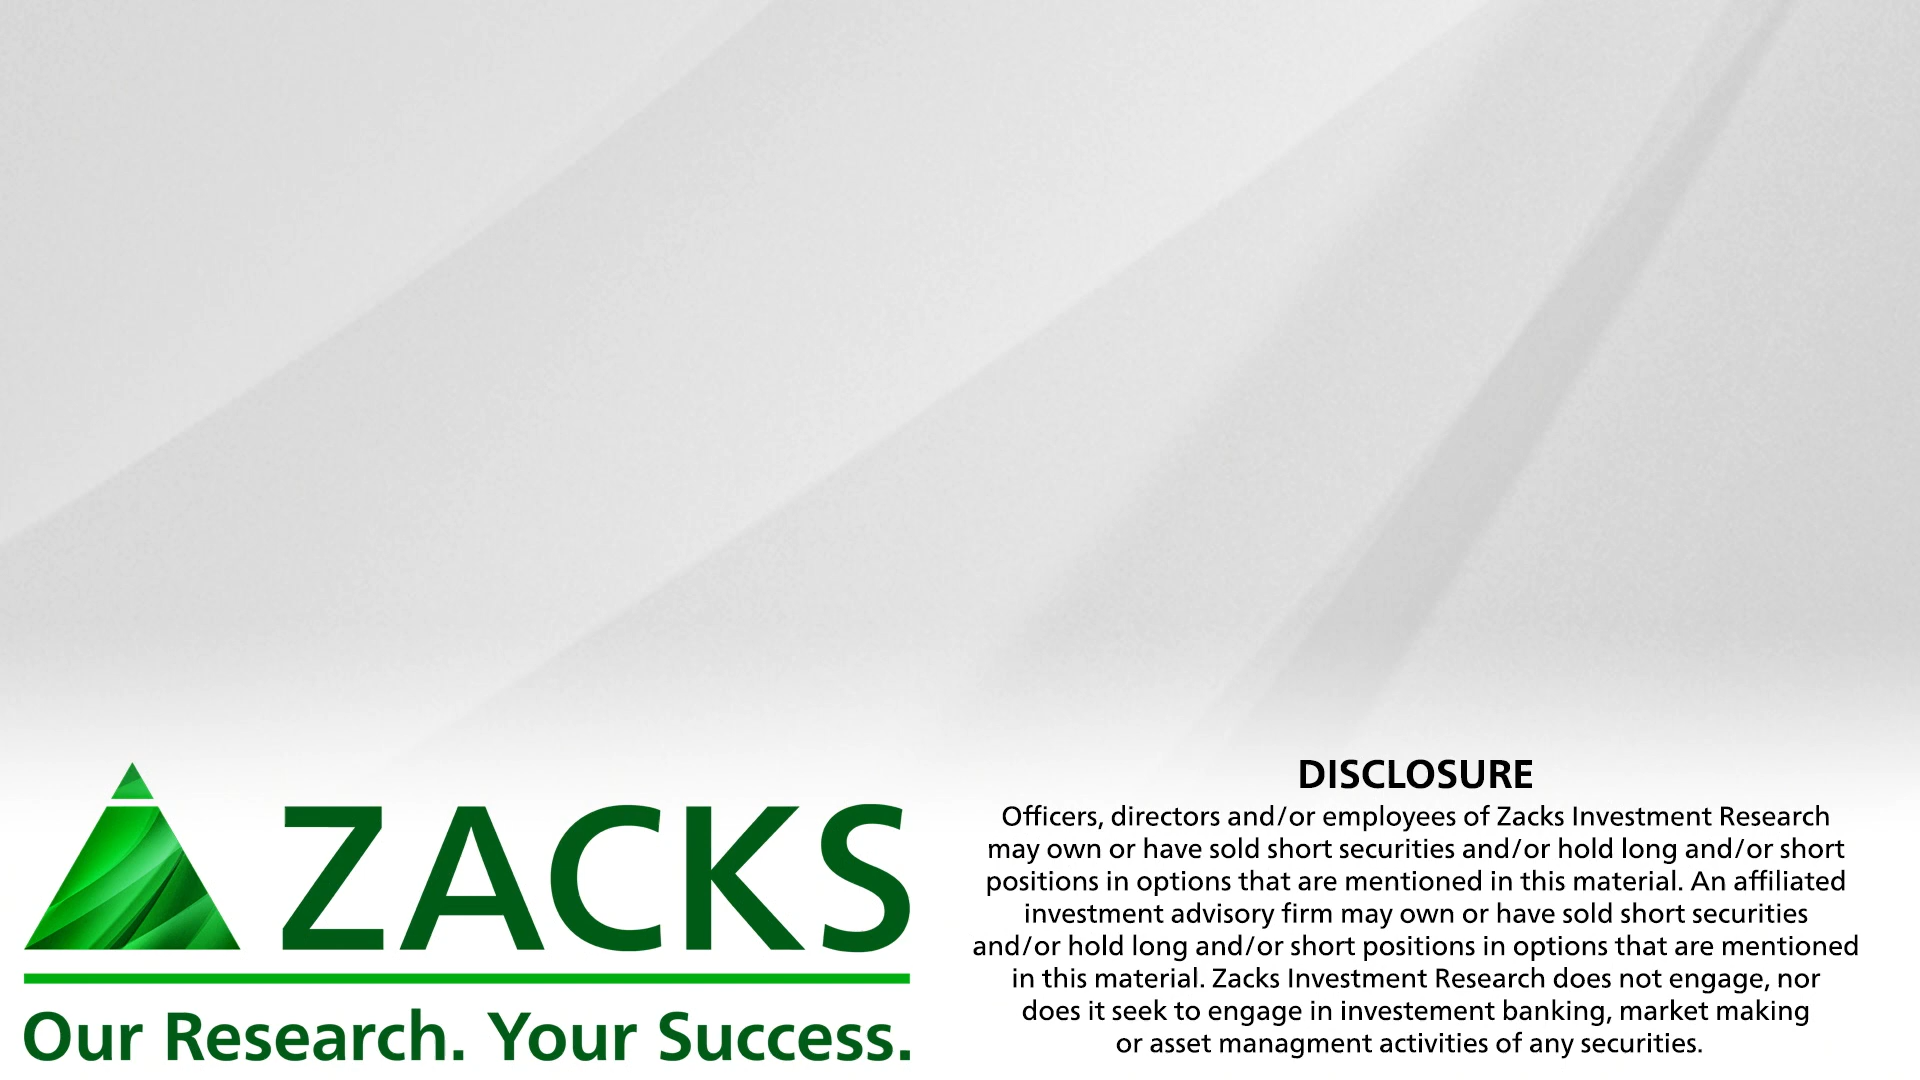 ZACKS
Our Research. Your Success.
DISCLOSURE
Officers, directors and/or employees of Zacks Investment Research
may own or have sold short securities and/or hold long and/or short
positions in options that are mentioned in this material. An affiliated
investment advisory firm may own or have sold short securities
and/or hold long and/or short positions in options that are mentioned
in this material. Zacks Investment Research does not engage, nor
does it seek to engage in investement banking, market making
or asset managment activities of any securities.